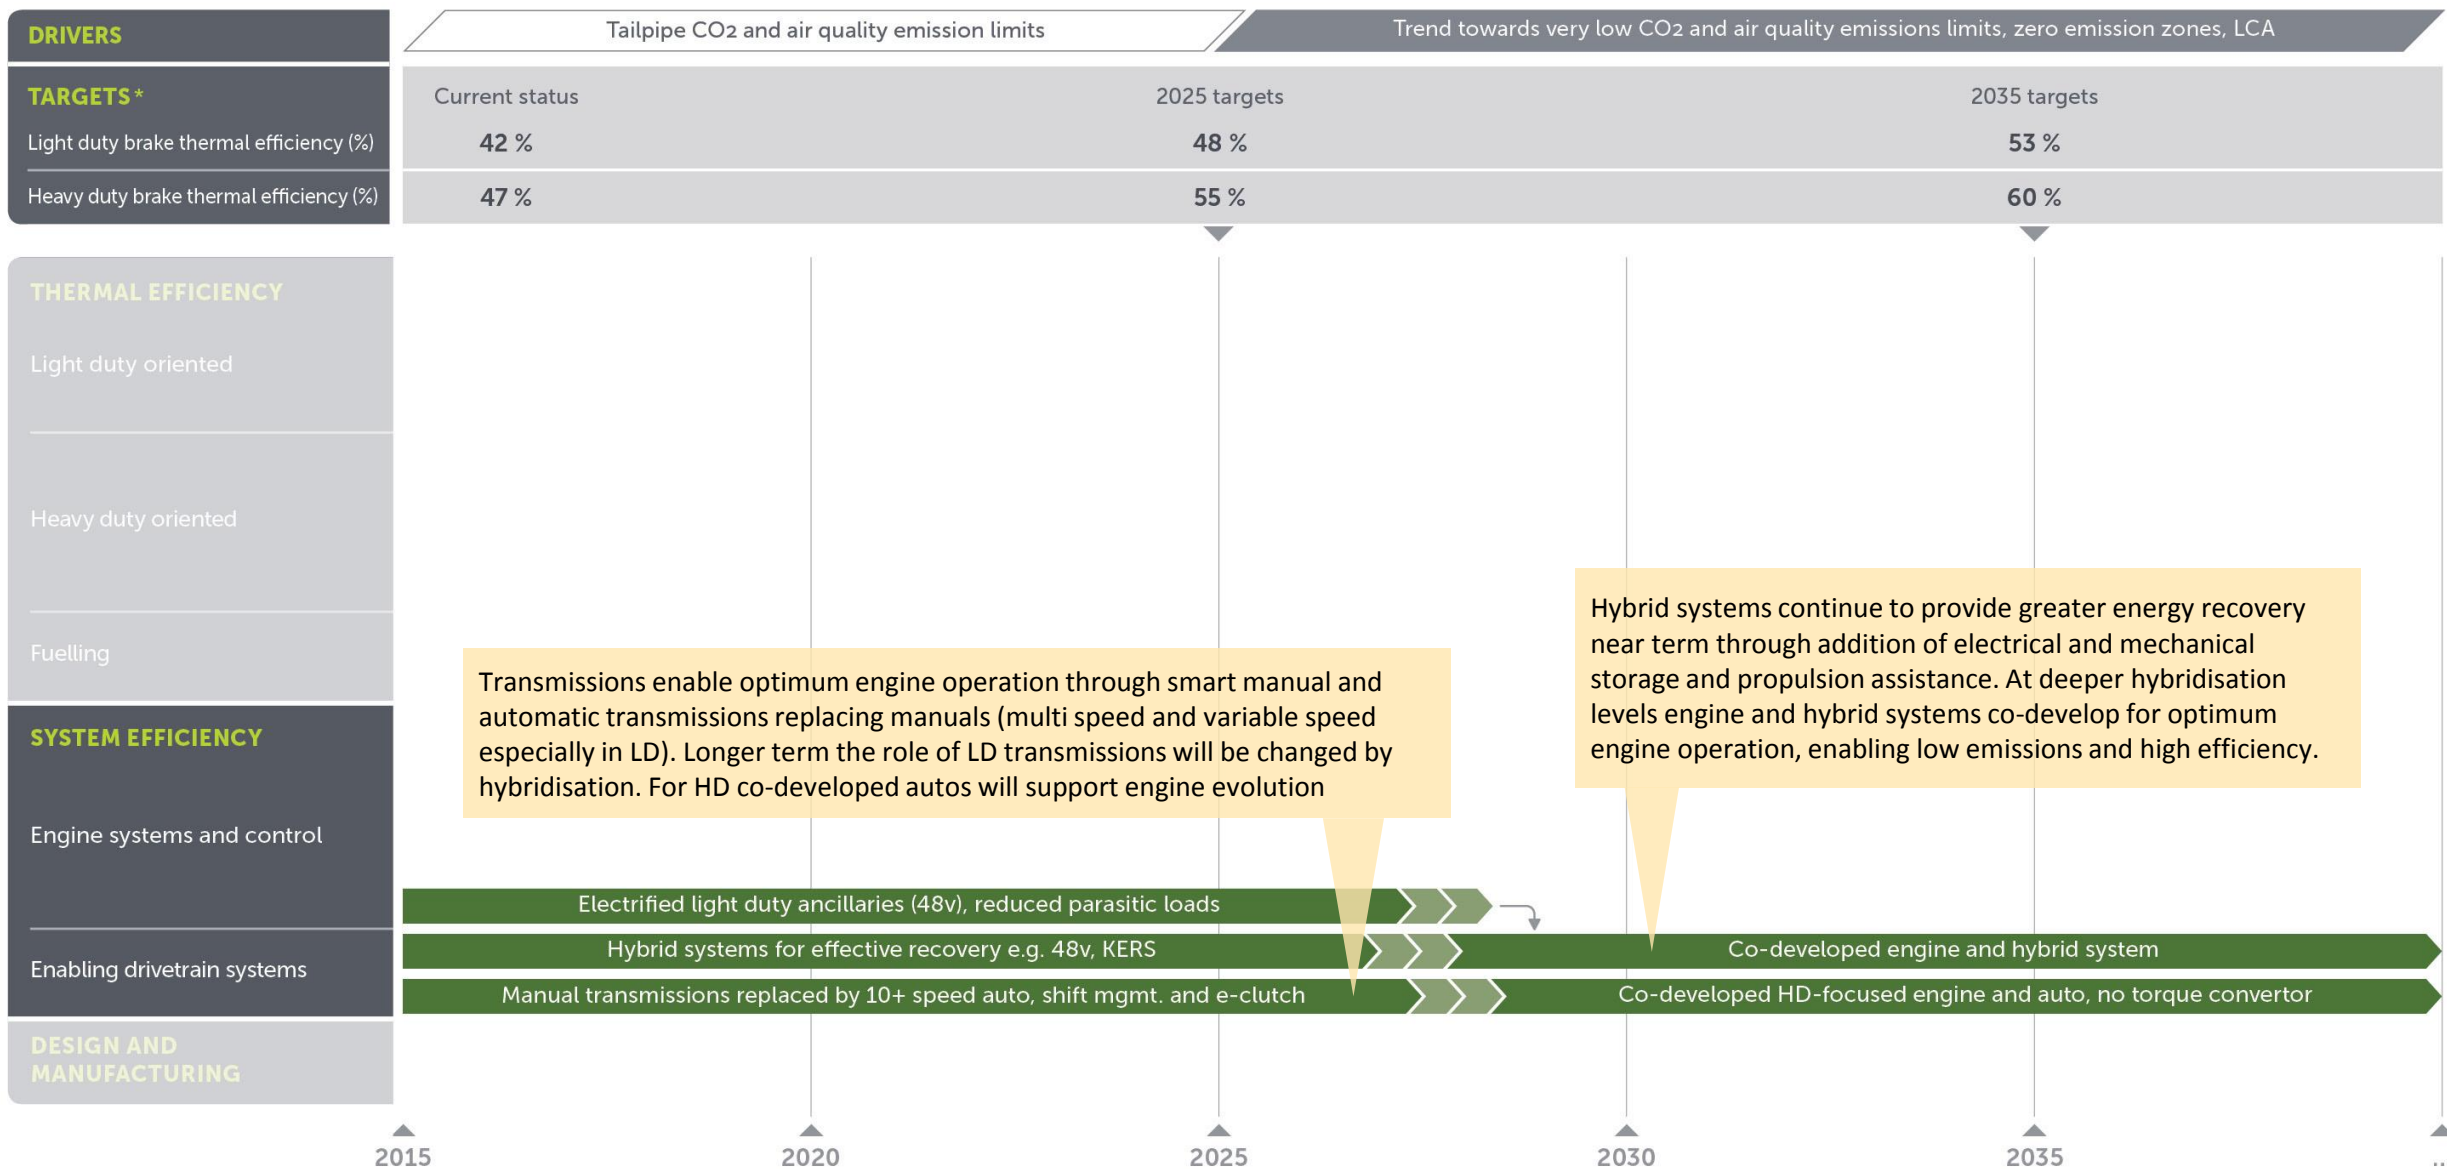 DRIVERS
Tailpipe CO2 and air quality emission limits
Trend towards very low CO2 and air quality emissions limits, zero emission zones, LCA
TARGETS*
Current status
2025 targets
2035 targets
Light duty brake thermal efficiency (%)
42 %
48 %
53 %
Heavy duty brake thermal efficiency (%)
47 %
55 %
60 %
THERMAL EFFICIENCY
Light duty oriented
Heavy duty oriented
Fuelling
Hybrid systems continue to provide greater energy recovery
near term through addition of electrical and mechanical
storage and propulsion assistance. At deeper hybridisation
levels engine and hybrid systems co-develop for optimum
engine operation, enabling low emissions and high efficiency.
Transmissions enable optimum engine operation through smart manual and
automatic transmissions replacing manuals (multi speed and variable speed
especially in LD). Longer term the role of LD transmissions will be changed by
hybridisation. For HD co-developed autos will support engine evolution
SYSTEM EFFICIENCY
Engine systems and control
Electrified light duty ancillaries (48v), reduced parasitic loads
Hybrid systems for effective recovery e.g. 48v, KERS
Co-developed engine and hybrid system
Enabling drivetrain systems
Manual transmissions replaced by 10+ speed auto, shift mgmt. and e-clutch
Co-developed HD-focused engine and auto, no torque convertor
DESIGN AND
MANUFACTURING
2015
2020
2025
2030
2035